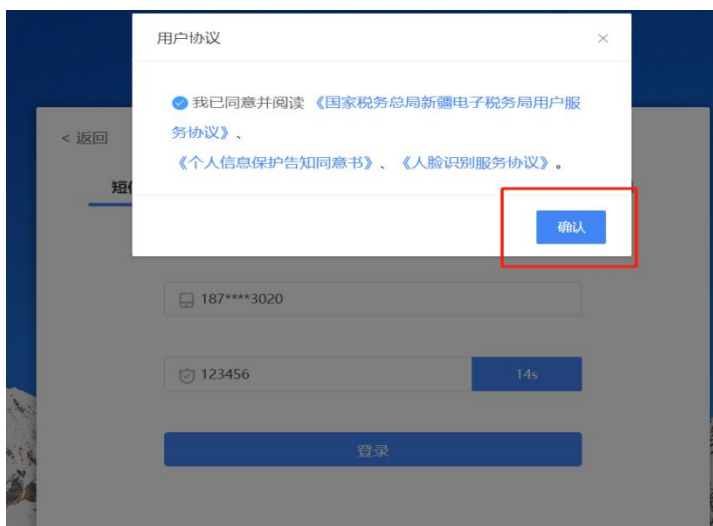 用户协议
我已同意并阅读 《国家税务总局新疆电子税务局用户服
务协议》、
《个人信息保护告知同意书》、《人脸识别服务协议》。
确认
< 返回
短
187****3020
123456
14s
登录